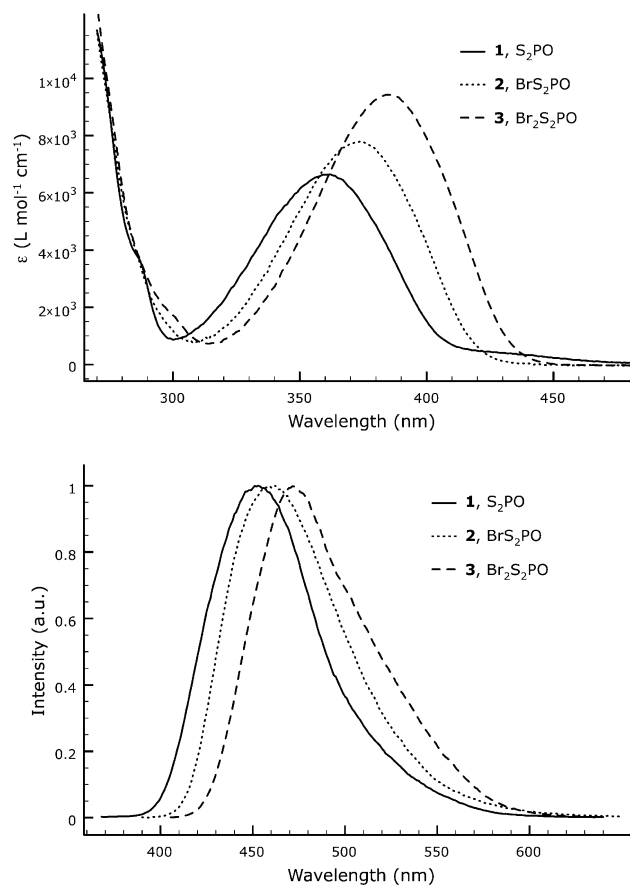 1×10⁴
8×10³
6×10³
4×10³
2×10³
0
ε (L mol⁻¹ cm⁻¹)
1, S₂PO
2, BrS₂PO
3, Br₂S₂PO
300 350 400 450
Wavelength (nm)
1
0.8
0.6
0.4
0.2
0
Intensity (a.u.)
1, S₂PO
2, BrS₂PO
3, Br₂S₂PO
400 450 500 550 600
Wavelength (nm)